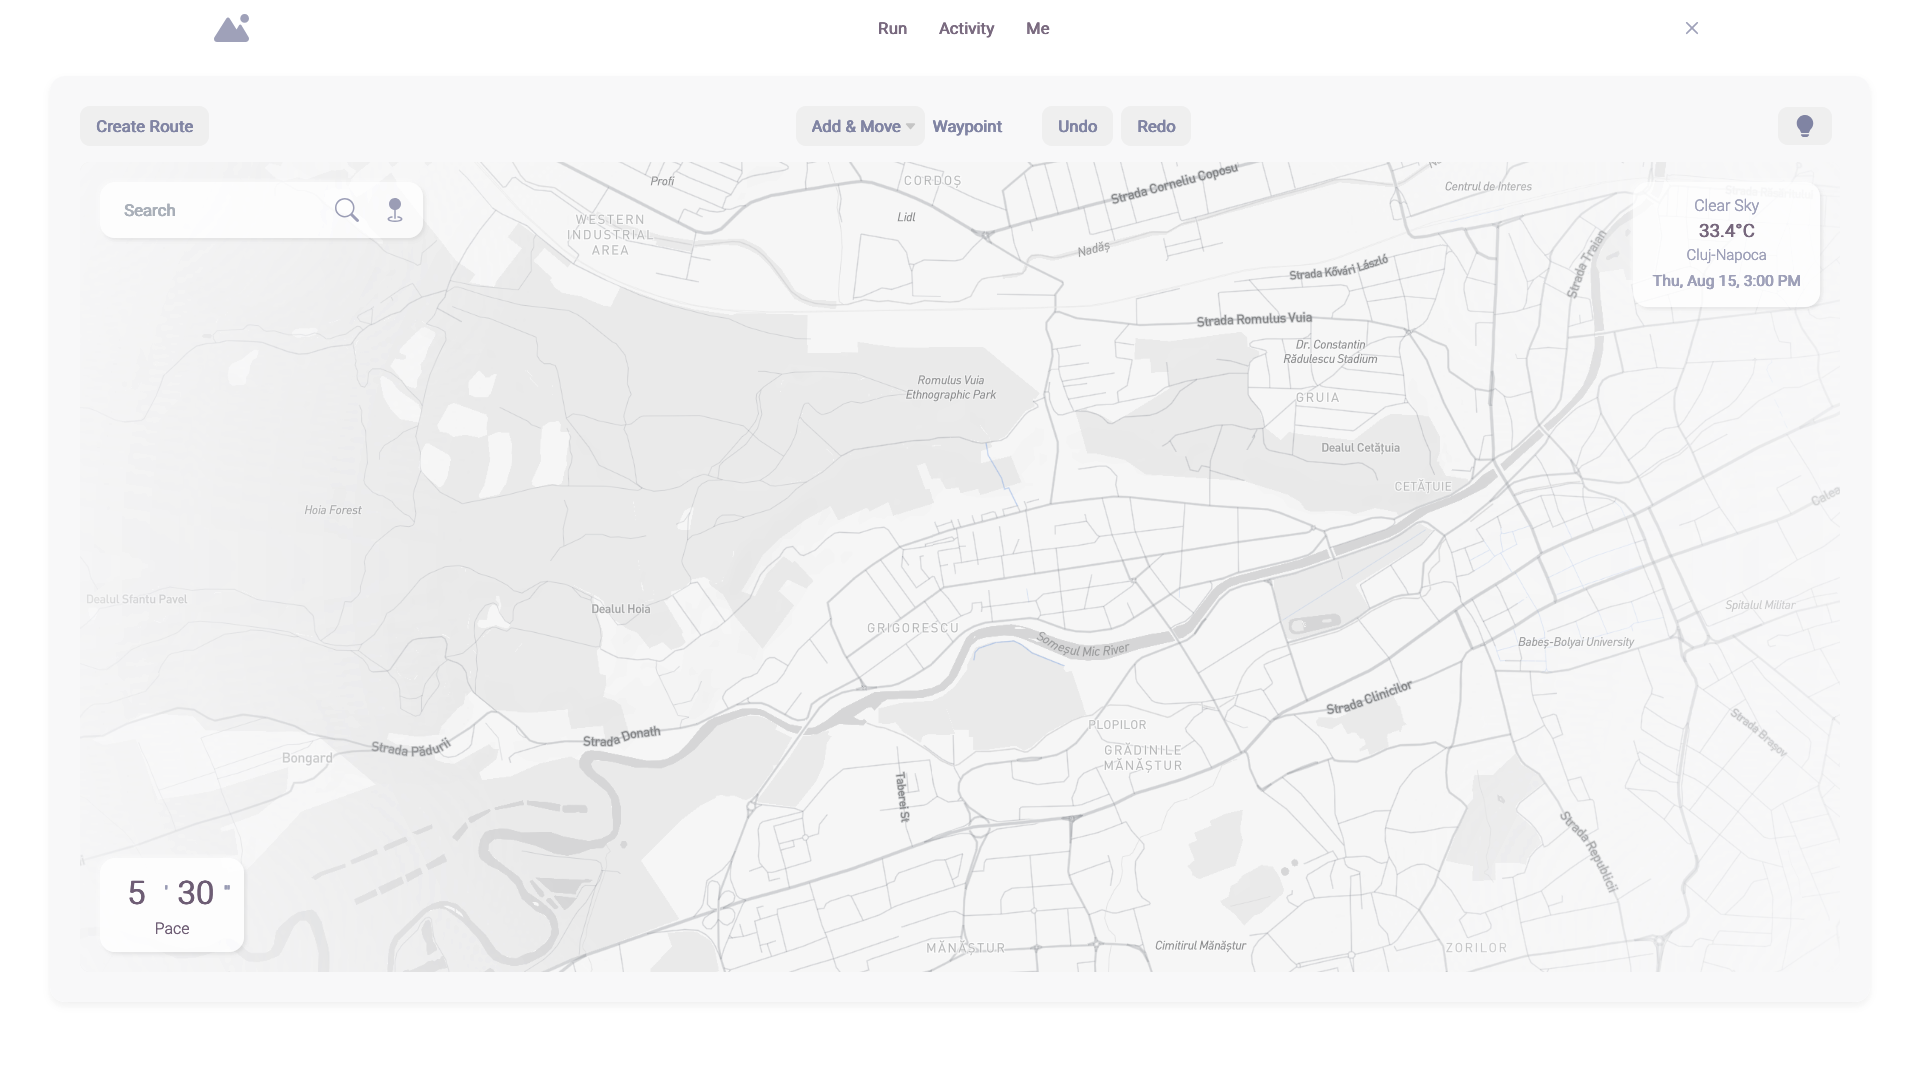 Run
Activity
Me
Create Route
Add & Move
Waypoint
Undo
Redo
Search
Profi
CORDOȘ
Strada Corneliu Coposu
Centrul de Interes
WESTERN
INDUSTRIAL
AREA
Lidl
Nadăș
Strada Traian
Clear Sky
33.4°C
Cluj-Napoca
Thu, Aug 15, 3:00 PM
Strada Kővári László
Strada Romulus Vuia
Dr. Constantin
Rădulescu Stadium
Romulus Vuia
Ethnographic Park
GRUIA
Dealul Cetățuia
CETĂȚUIE
Hoia Forest
Dealul Sfantu Pavel
Dealul Hoia
GRIGORESCU
Someșul Mic River
Spitalul Militar
Babeș-Bolyai University
Strada Clinicilor
PLOPILOR
Strada Brașov
Strada Donath
Strada Pădurii
Bongard
GRĂDINILE
MĂNĂȘTUR
Taberei St
Strada Republicii
5 ' 30 "
Pace
MĂNĂȘTUR
Cimitirul Mănăștur
ZORILOR